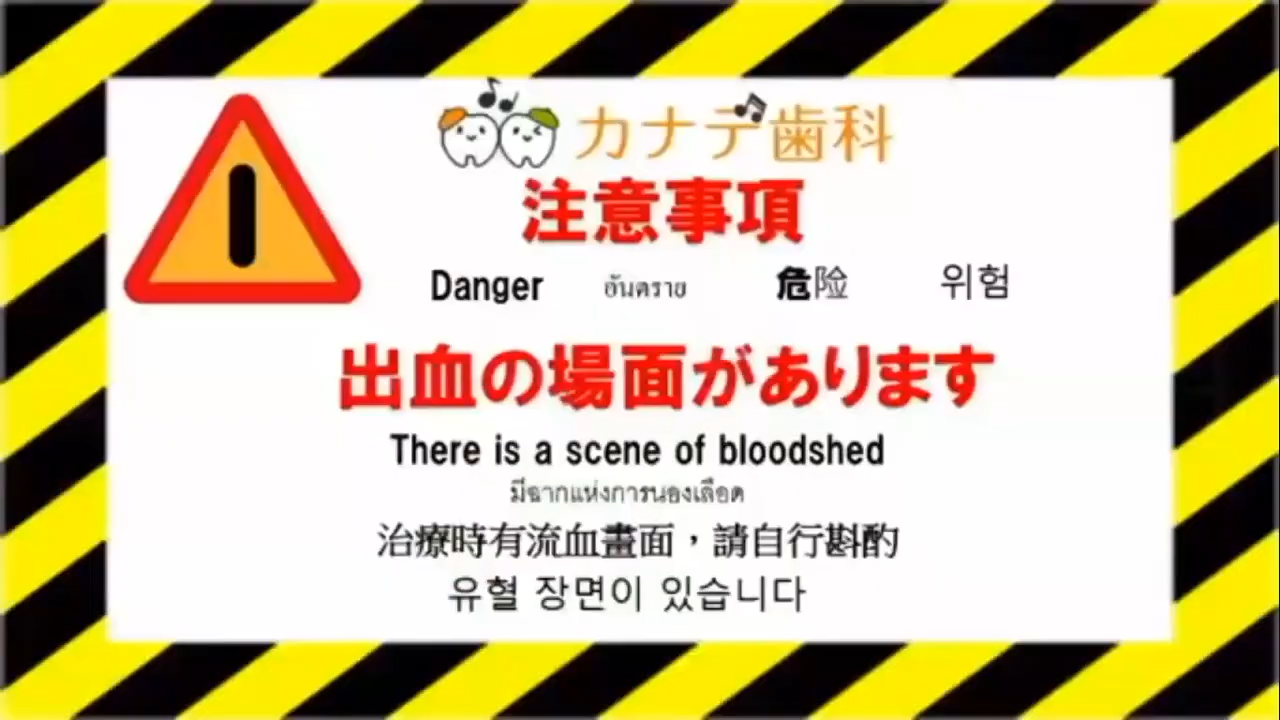 カナデ歯科
注意事項
Danger อันตราย 危险 위험
出血の場面があります
There is a scene of bloodshed
มีฉากแห่งการนองเลือด
治療時有流血畫面，請自行斟酌
유혈 장면이 있습니다